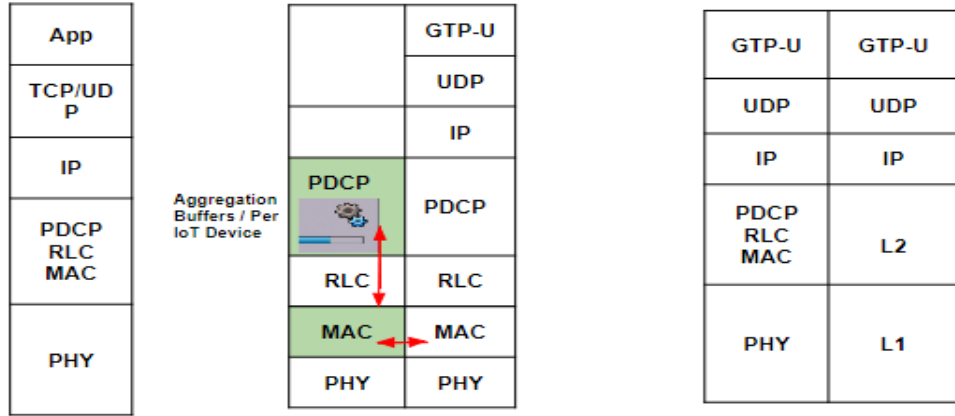 App
TCP/UD
P
IP
PDCP
RLC
MAC
PHY
Aggregation
Buffers / Per
IoT Device
GTP-U
UDP
IP
PDCP
PDCP
RLC
RLC
MAC
MAC
PHY
PHY
GTP-U
GTP-U
UDP
UDP
IP
IP
PDCP
RLC
MAC
L2
PHY
L1